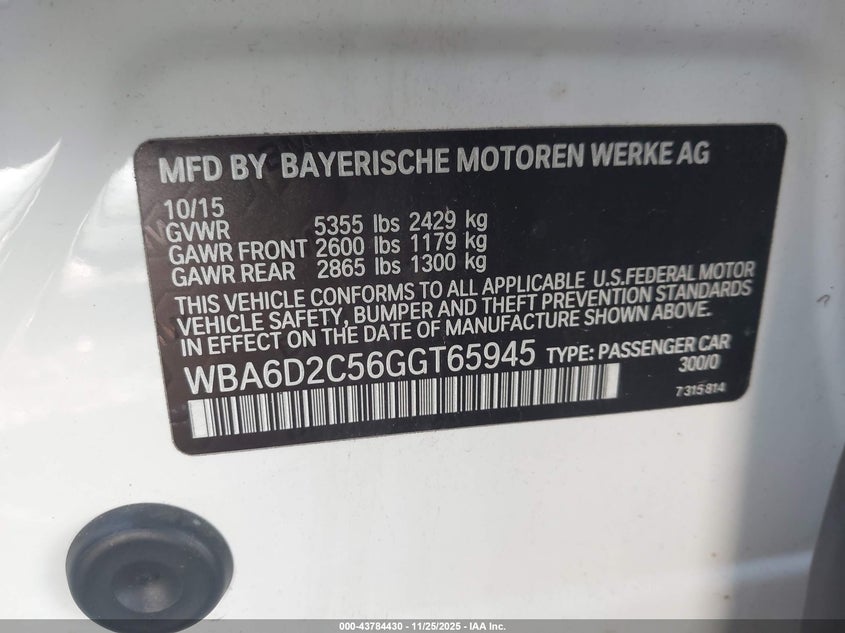 MFD BY BAYERISCHE MOTOREN WERKE AG
10/15
GVWR 5355 lbs 2429 kg
GAWR FRONT 2600 lbs 1179 kg
GAWR REAR 2865 lbs 1300 kg
THIS VEHICLE CONFORMS TO ALL APPLICABLE U.S.FEDERAL MOTOR
VEHICLE SAFETY, BUMPER AND THEFT PREVENTION STANDARDS
IN EFFECT ON THE DATE OF MANUFACTURE SHOWN ABOVE.
WBA6D2C56GGT65945 TYPE: PASSENGER CAR
300/0
7 315 814
000-43784430 - 11/25/2025 - IAA Inc.